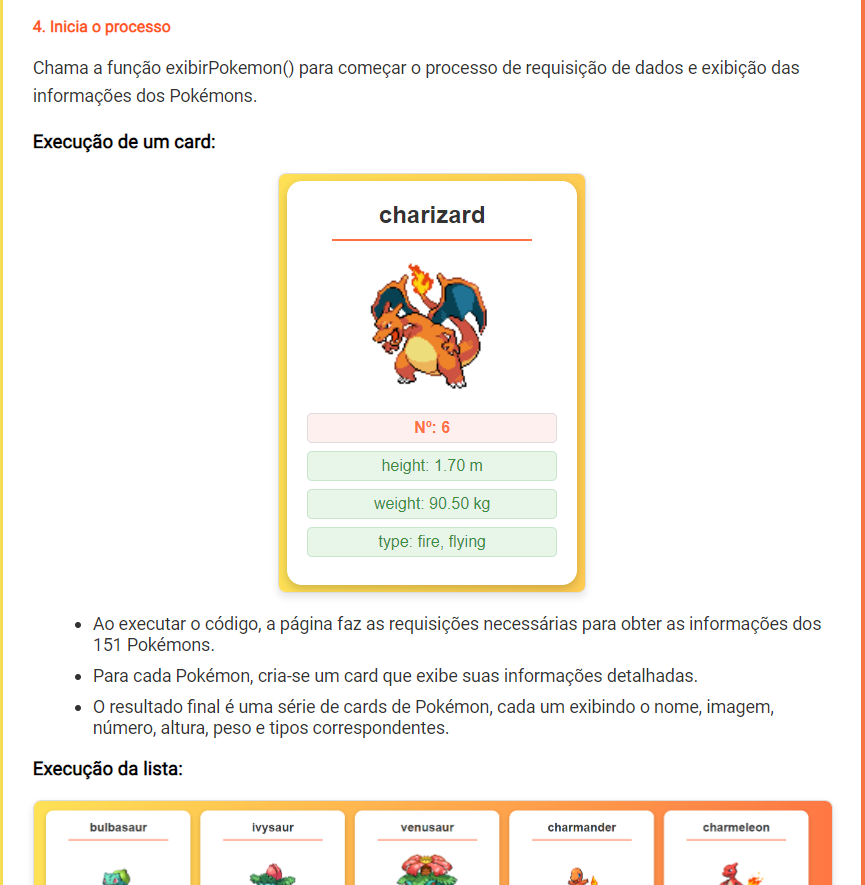 4. Inicia o processo
Chama a função exibirPokemon() para começar o processo de requisição de dados e exibição das
informações dos Pokémons.
Execução de um card:
charizard
Nº: 6
height: 1.70 m
weight: 90.50 kg
type: fire, flying
Ao executar o código, a página faz as requisições necessárias para obter as informações dos
151 Pokémons.
Para cada Pokémon, cria-se um card que exibe suas informações detalhadas.
O resultado final é uma série de cards de Pokémon, cada um exibindo o nome, imagem,
número, altura, peso e tipos correspondentes.
Execução da lista:
bulbasaur ivysaur venusaur charmander charmeleon